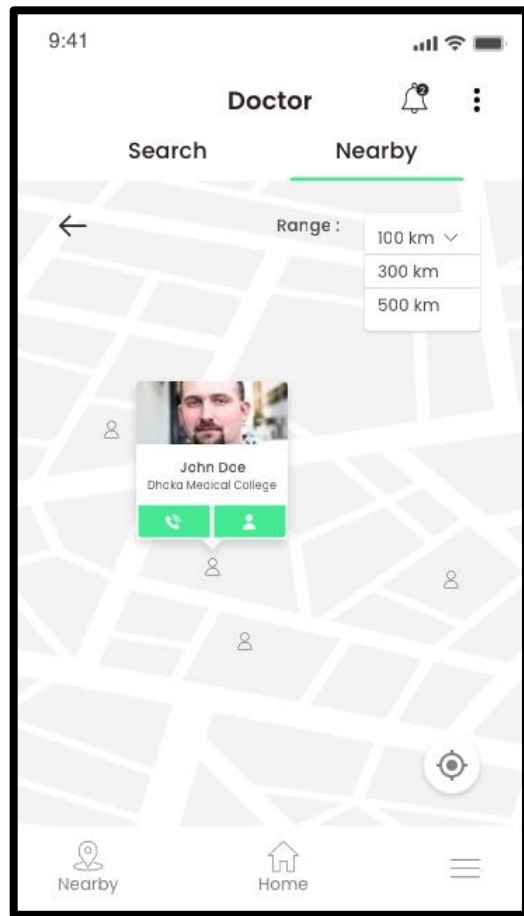 9:41
Doctor
2
Search Nearby
Range : 100 km
300 km
500 km
John Doe
Dhaka Medical College
Nearby Home